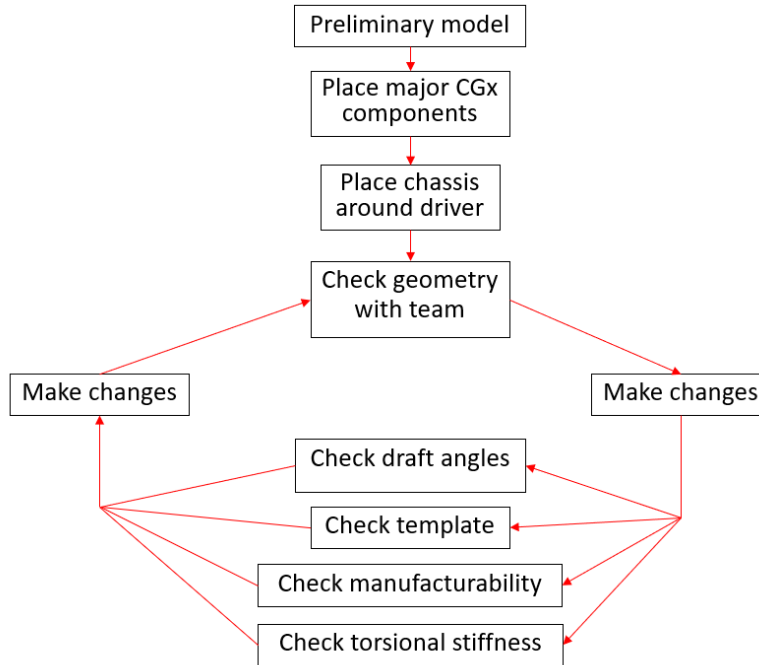 Preliminary model
Place major CGx
components
Place chassis
around driver
Check geometry
with team
Make changes
Make changes
Check draft angles
Check template
Check manufacturability
Check torsional stiffness